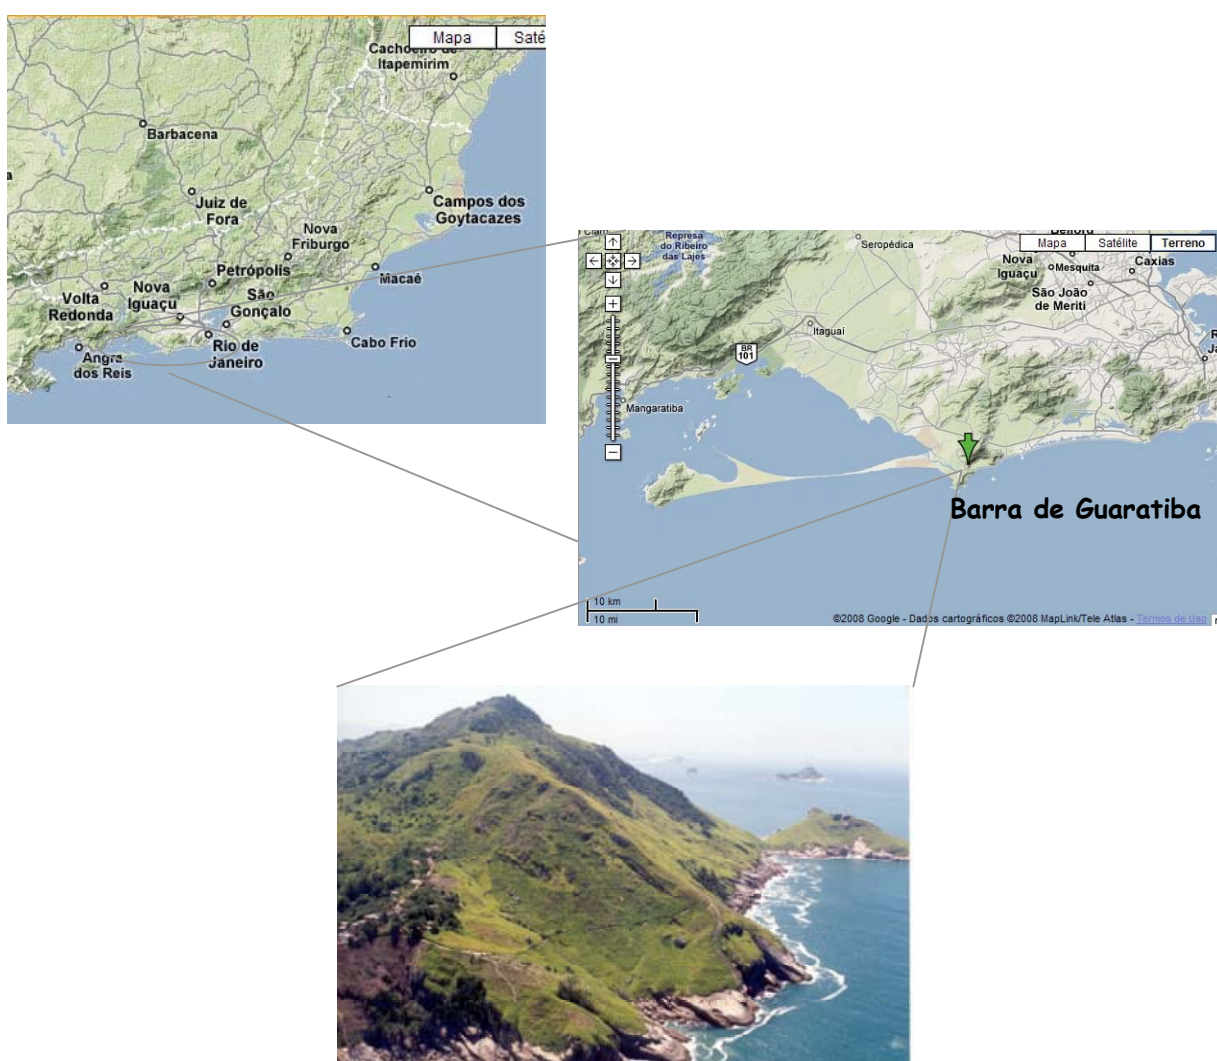 Mapa
Saté
Cachoeiro de
Itapemirim
Barbacena
Juiz de
Fora
Campos dos
Goytacazes
Nova
Friburgo
Petrópolis
Macaé
Volta
Redonda
Nova
Iguaçu
São
Gonçalo
Angra
dos Reis
Rio de
Janeiro
Cabo Frio
Represa
do Ribeiro
das Lajes
Seropédica
Mapa
Satélite
Terreno
Nova
Iguaçu
Mesquita
Caxias
São João
de Meriti
Itaguaí
BR
101
Mangaratiba
Barra de Guaratiba
10 km
10 mi
©2008 Google - Dados cartográficos ©2008 MapLink/Tele Atlas - Termos de Uso